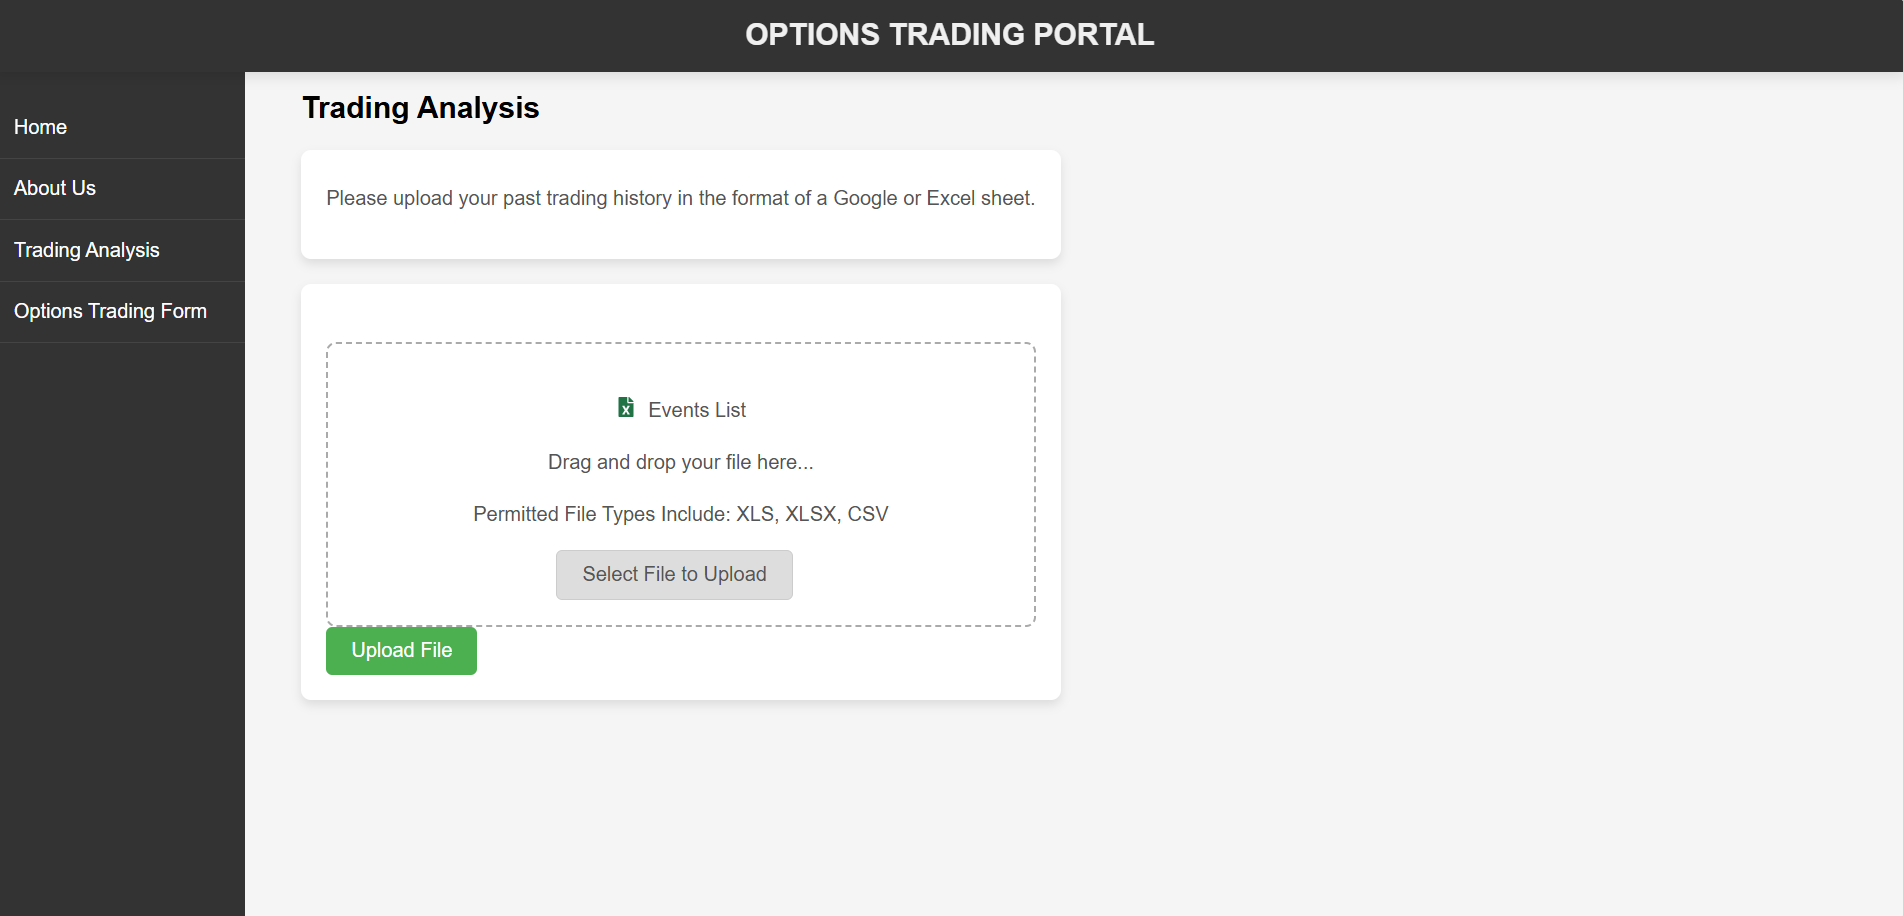 OPTIONS TRADING PORTAL
Home
About Us
Trading Analysis
Options Trading Form
Trading Analysis
Please upload your past trading history in the format of a Google or Excel sheet.
Events List
Drag and drop your file here...
Permitted File Types Include: XLS, XLSX, CSV
Select File to Upload
Upload File